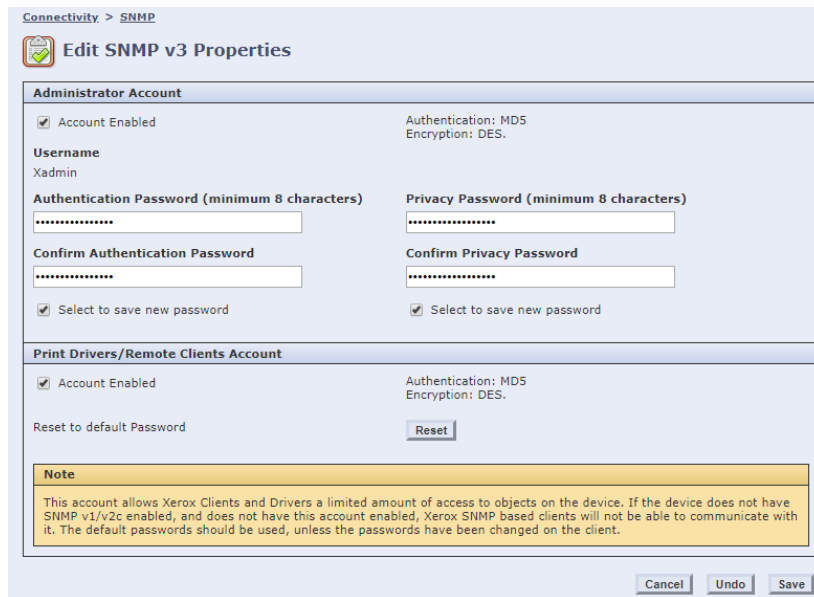 Connectivity > SNMP
Edit SNMP v3 Properties
Administrator Account
Account Enabled
Authentication: MD5
Encryption: DES.
Username
Xadmin
Authentication Password (minimum 8 characters)
Privacy Password (minimum 8 characters)
••••••••••••••••
••••••••••••••••••
Confirm Authentication Password
Confirm Privacy Password
••••••••••••••••
••••••••••••••••••
Select to save new password
Select to save new password
Print Drivers/Remote Clients Account
Account Enabled
Authentication: MD5
Encryption: DES.
Reset to default Password
Reset
Note
This account allows Xerox Clients and Drivers a limited amount of access to objects on the device. If the device does not have
SNMP v1/v2c enabled, and does not have this account enabled, Xerox SNMP based clients will not be able to communicate with
it. The default passwords should be used, unless the passwords have been changed on the client.
Cancel
Undo
Save